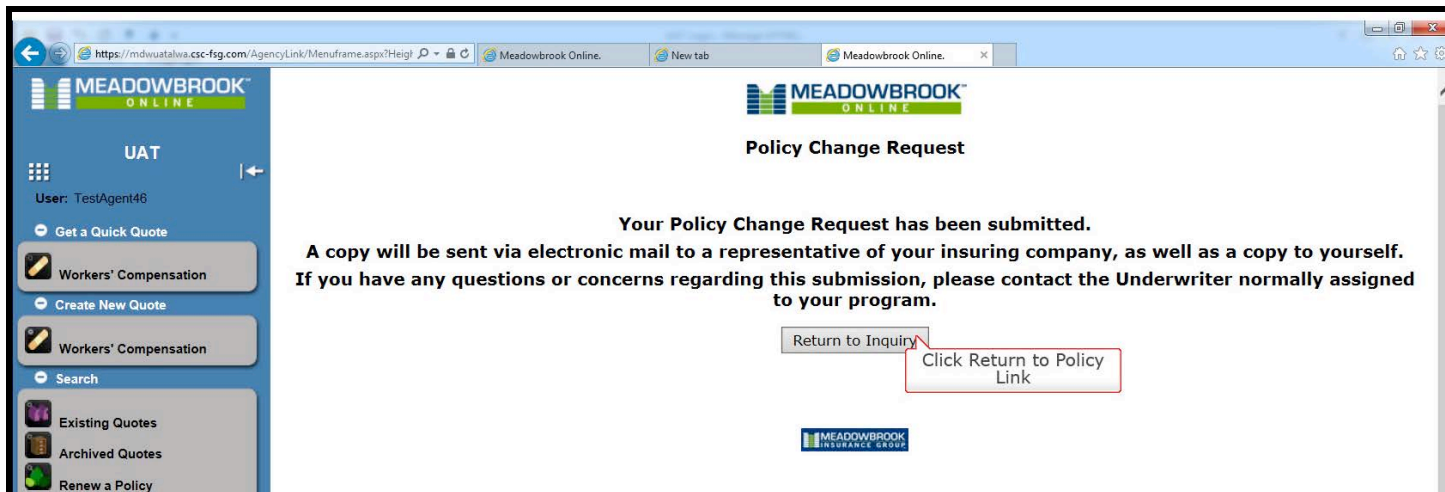 https://mdwuatalwa.csc-fsg.com/AgencyLink/Menuframe.aspx?Heigl
Meadowbrook Online.
New tab
Meadowbrook Online.
MEADOWBROOK™
ONLINE
UAT
User: TestAgent46
Get a Quick Quote
Workers' Compensation
Create New Quote
Workers' Compensation
Search
Existing Quotes
Archived Quotes
Renew a Policy
MEADOWBROOK™
ONLINE
Policy Change Request
Your Policy Change Request has been submitted.
A copy will be sent via electronic mail to a representative of your insuring company, as well as a copy to yourself.
If you have any questions or concerns regarding this submission, please contact the Underwriter normally assigned
to your program.
Return to Inquiry
Click Return to Policy
Link
MEADOWBROOK
INSURANCE GROUP